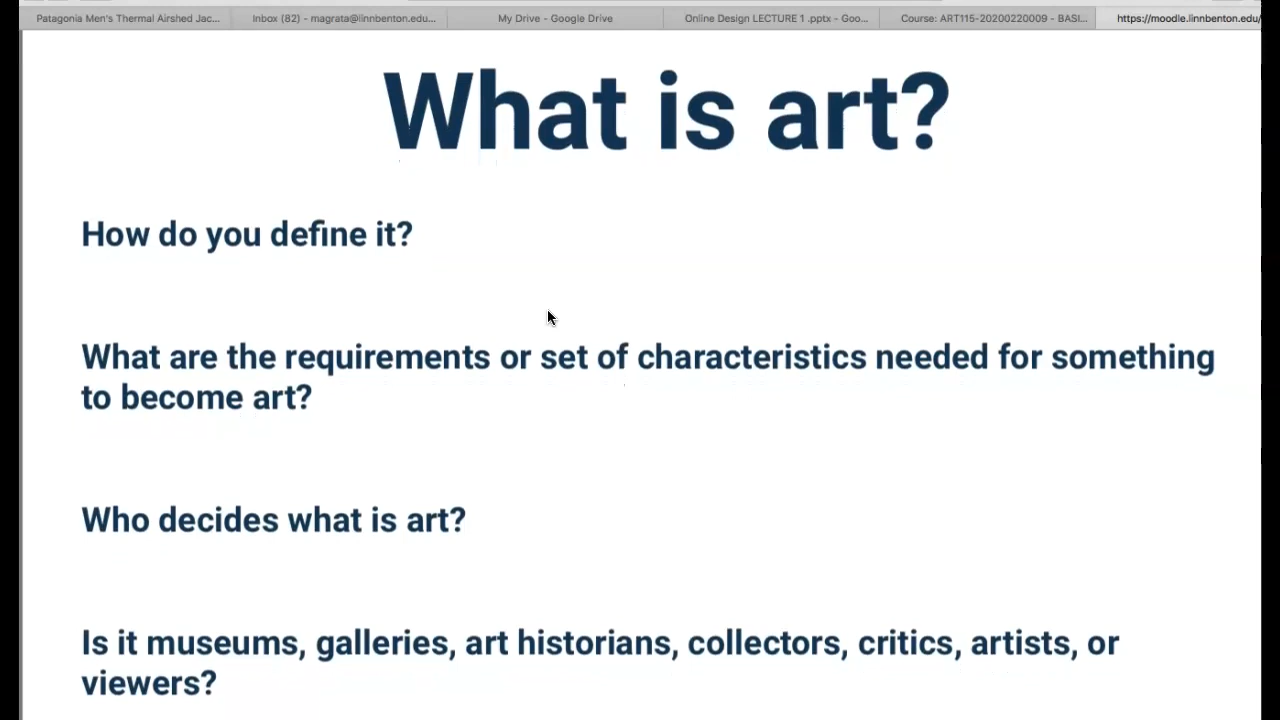 Patagonia Men's Thermal Airshed Jac...
Inbox (82) - magrata@linnbenton.edu...
My Drive - Google Drive
Online Design LECTURE 1 .pptx - Goo...
Course: ART115-20200220009 - BASI...
https://moodle.linnbenton.edu/
What is art?
How do you define it?
What are the requirements or set of characteristics needed for something
to become art?
Who decides what is art?
Is it museums, galleries, art historians, collectors, critics, artists, or
viewers?